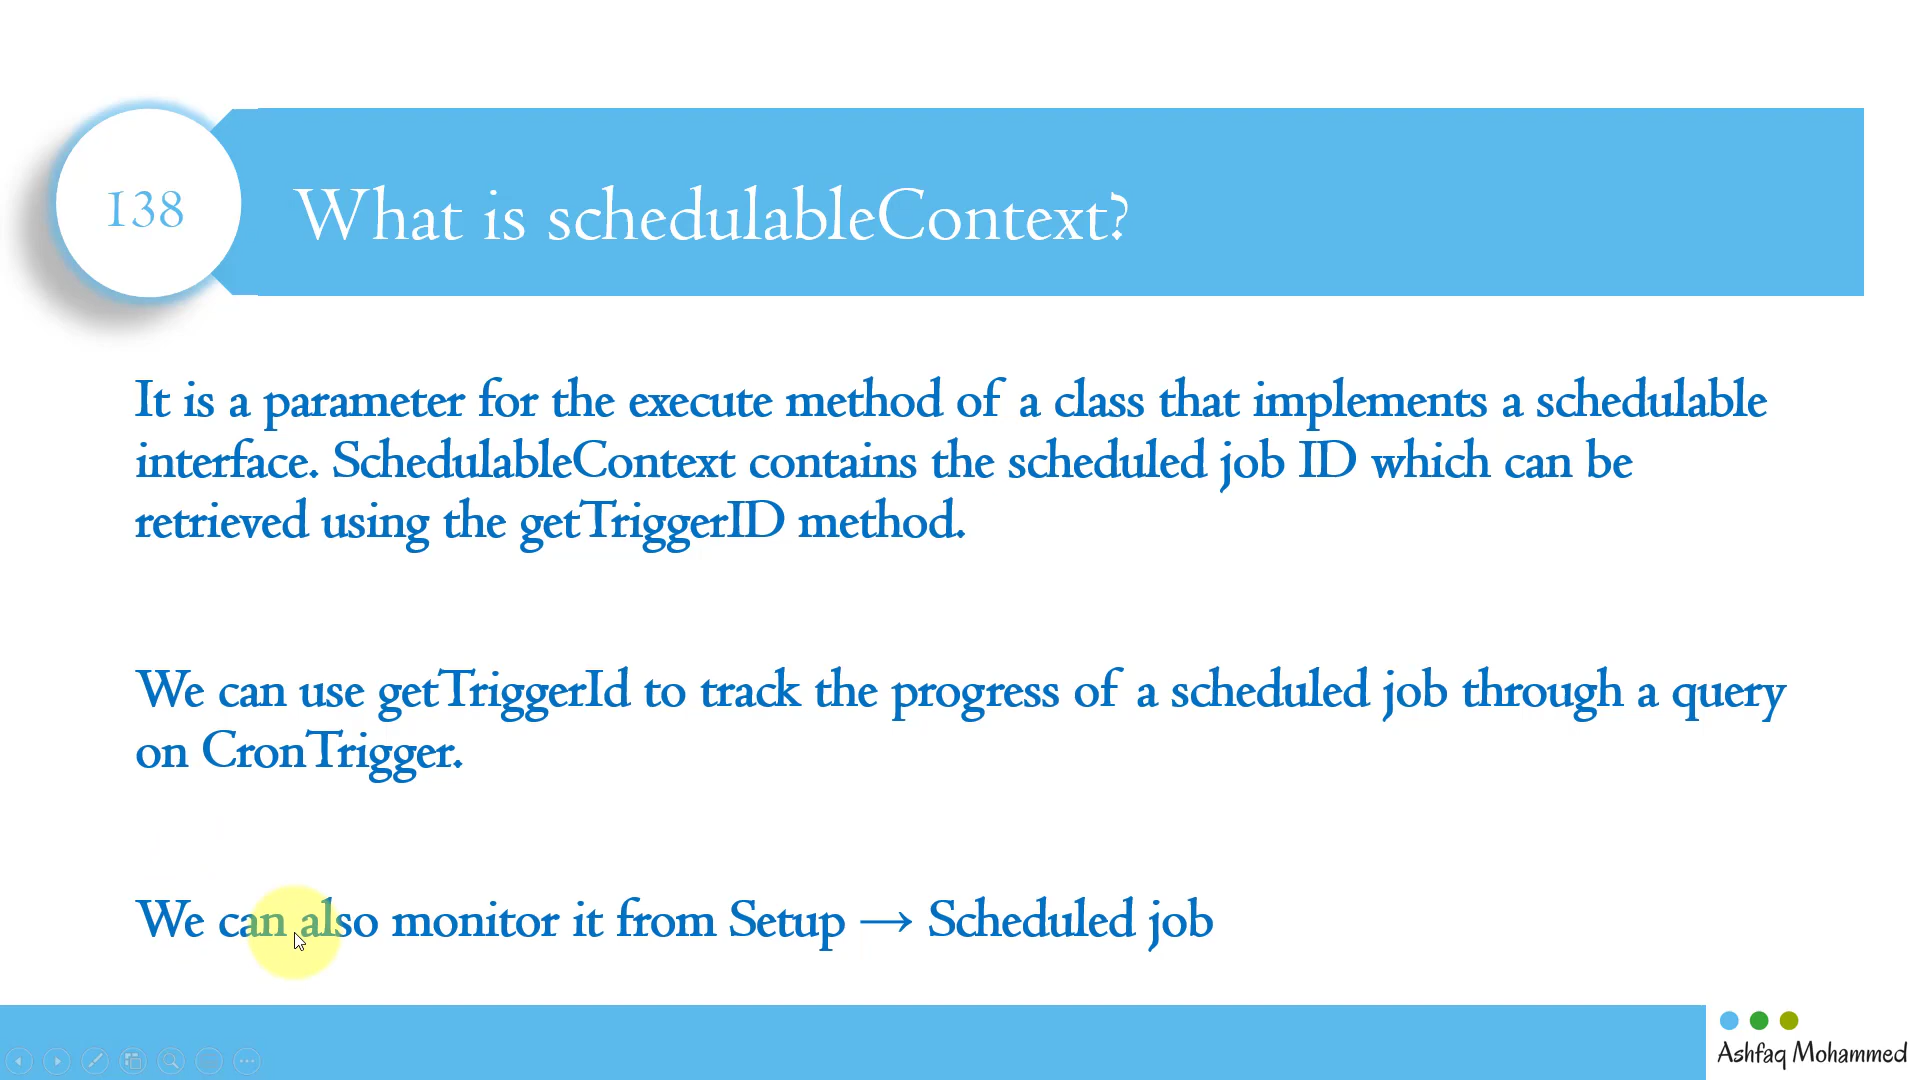 138
What is schedulableContext?
It is a parameter for the execute method of a class that implements a schedulable
interface. SchedulableContext contains the scheduled job ID which can be
retrieved using the getTriggerID method.
We can use getTriggerId to track the progress of a scheduled job through a query
on CronTrigger.
We can also monitor it from Setup → Scheduled job
Ashfaq Mohammed